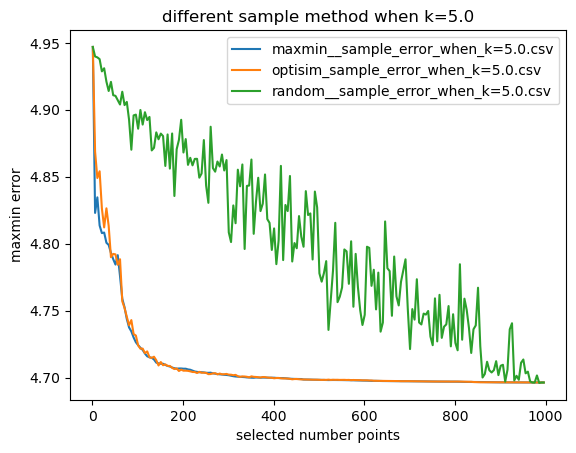 different sample method when k=5.0
maxmin__sample_error_when_k=5.0.csv
optisim_sample_error_when_k=5.0.csv
random__sample_error_when_k=5.0.csv
maxmin error
4.95
4.90
4.85
4.80
4.75
4.70
0
200
400
600
800
1000
selected number points